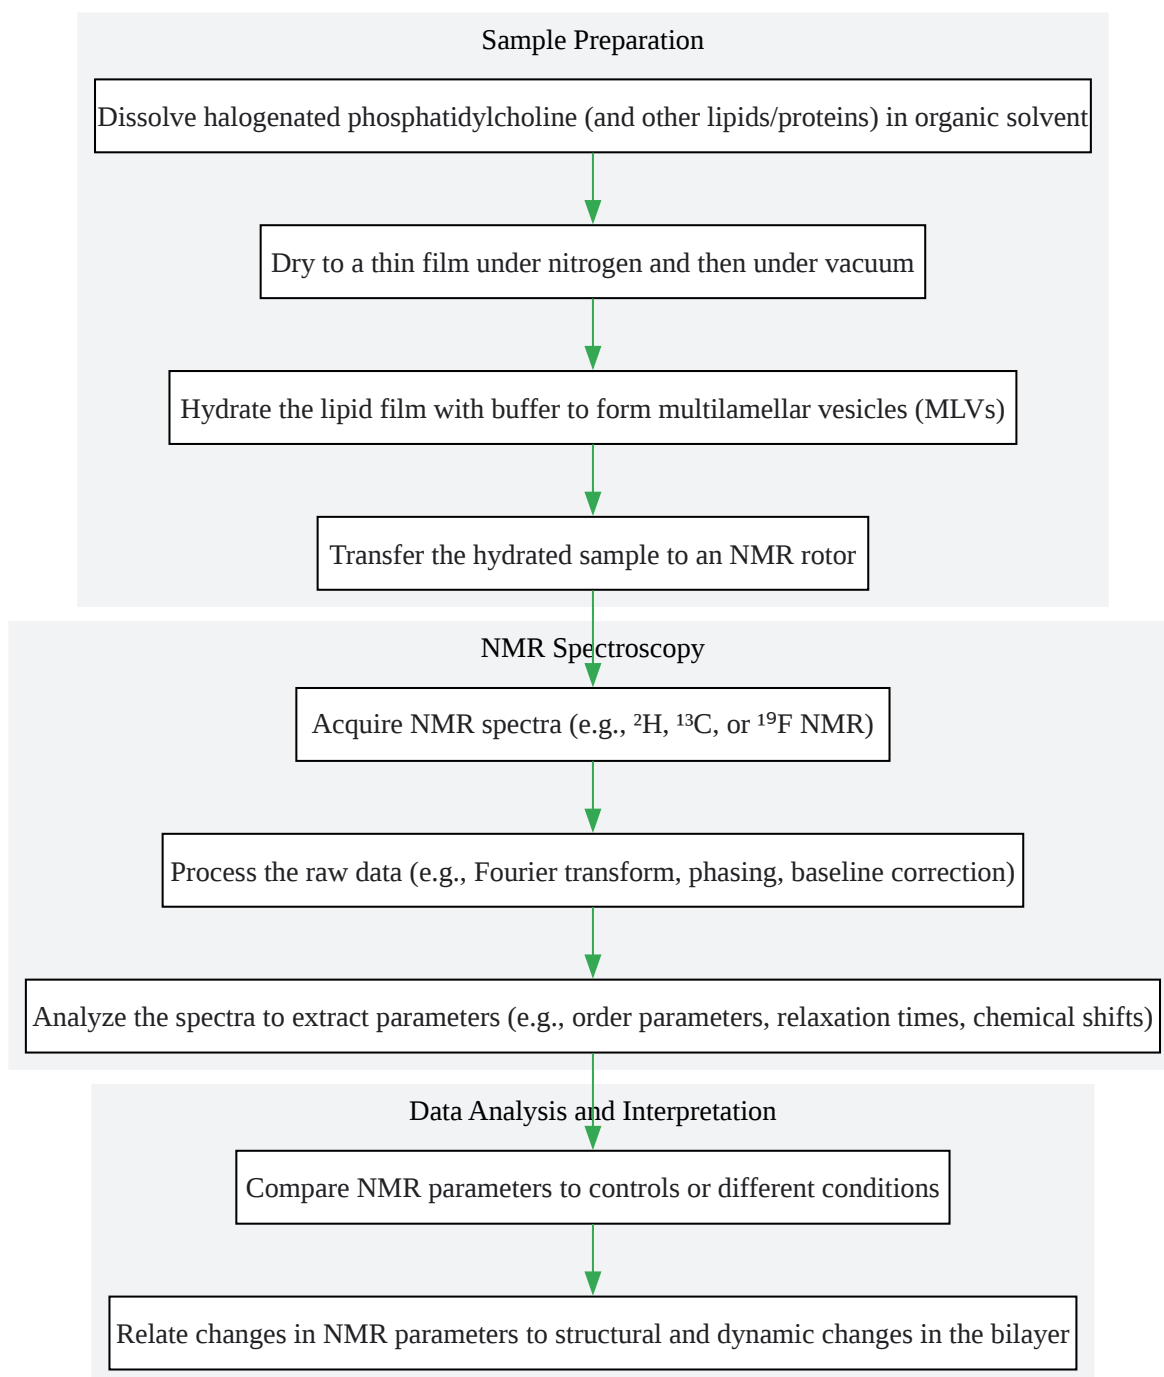 Sample Preparation
Dissolve halogenated phosphatidylcholine (and other lipids/proteins) in organic solvent
Dry to a thin film under nitrogen and then under vacuum
Hydrate the lipid film with buffer to form multilamellar vesicles (MLVs)
Transfer the hydrated sample to an NMR rotor
NMR Spectroscopy
Acquire NMR spectra (e.g., ²H, ¹³C, or ¹⁹F NMR)
Process the raw data (e.g., Fourier transform, phasing, baseline correction)
Analyze the spectra to extract parameters (e.g., order parameters, relaxation times, chemical shifts)
Data Analysis and Interpretation
Compare NMR parameters to controls or different conditions
Relate changes in NMR parameters to structural and dynamic changes in the bilayer